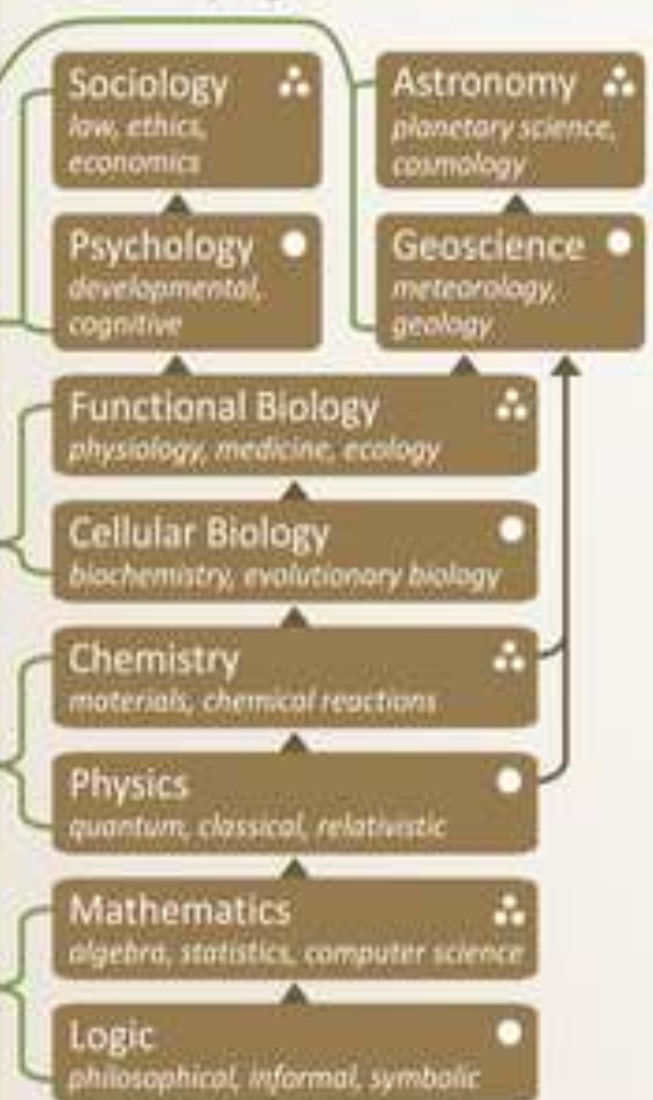 Sociology
law, ethics,
economics
Astronomy
planetary science,
cosmology
Psychology
developmental,
cognitive
Geoscience
meteorology,
geology
Functional Biology
physiology, medicine, ecology
Cellular Biology
biochemistry, evolutionary biology
Chemistry
materials, chemical reactions
Physics
quantum, classical, relativistic
Mathematics
algebra, statistics, computer science
Logic
philosophical, informal, symbolic